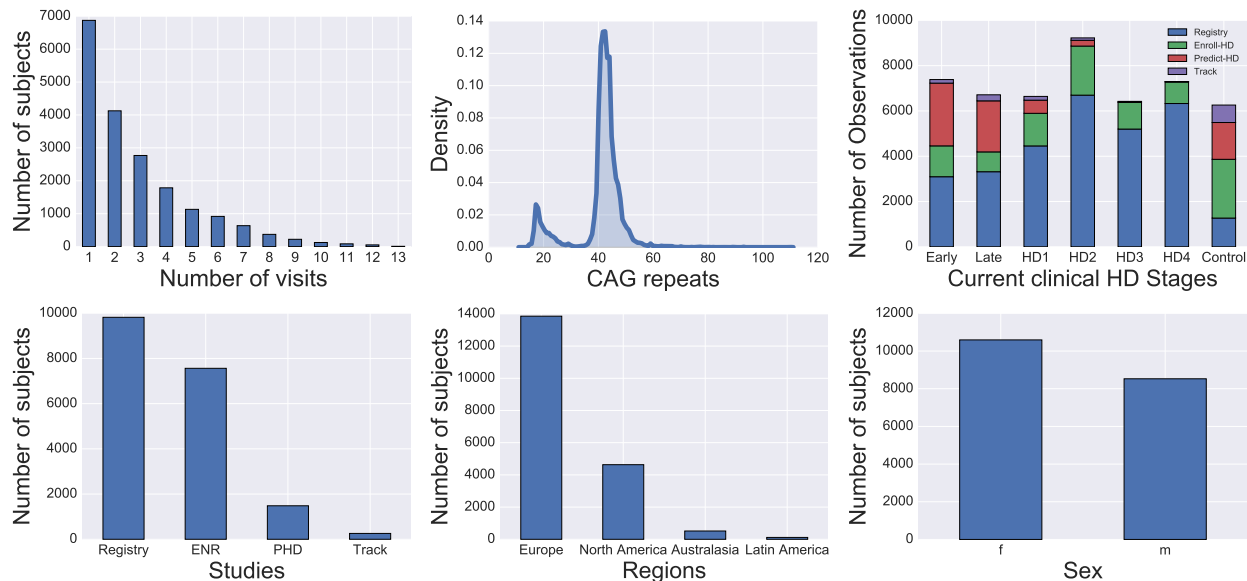 Number of subjects
7000
6000
5000
4000
3000
2000
1000
0
1 2 3 4 5 6 7 8 9 10 11 12 13
Number of visits
Density
0.14
0.12
0.10
0.08
0.06
0.04
0.02
0.00
0 20 40 60 80 100 120
CAG repeats
Number of Observations
10000
8000
6000
4000
2000
0
Registry
Enroll-HD
Predict-HD
Track
Early Late HD1 HD2 HD3 HD4 Control
Current clinical HD Stages
Number of subjects
10000
8000
6000
4000
2000
0
Registry ENR PHD Track
Studies
Number of subjects
14000
12000
10000
8000
6000
4000
2000
0
Europe North America Australasia Latin America
Regions
Number of subjects
12000
10000
8000
6000
4000
2000
0
f m
Sex